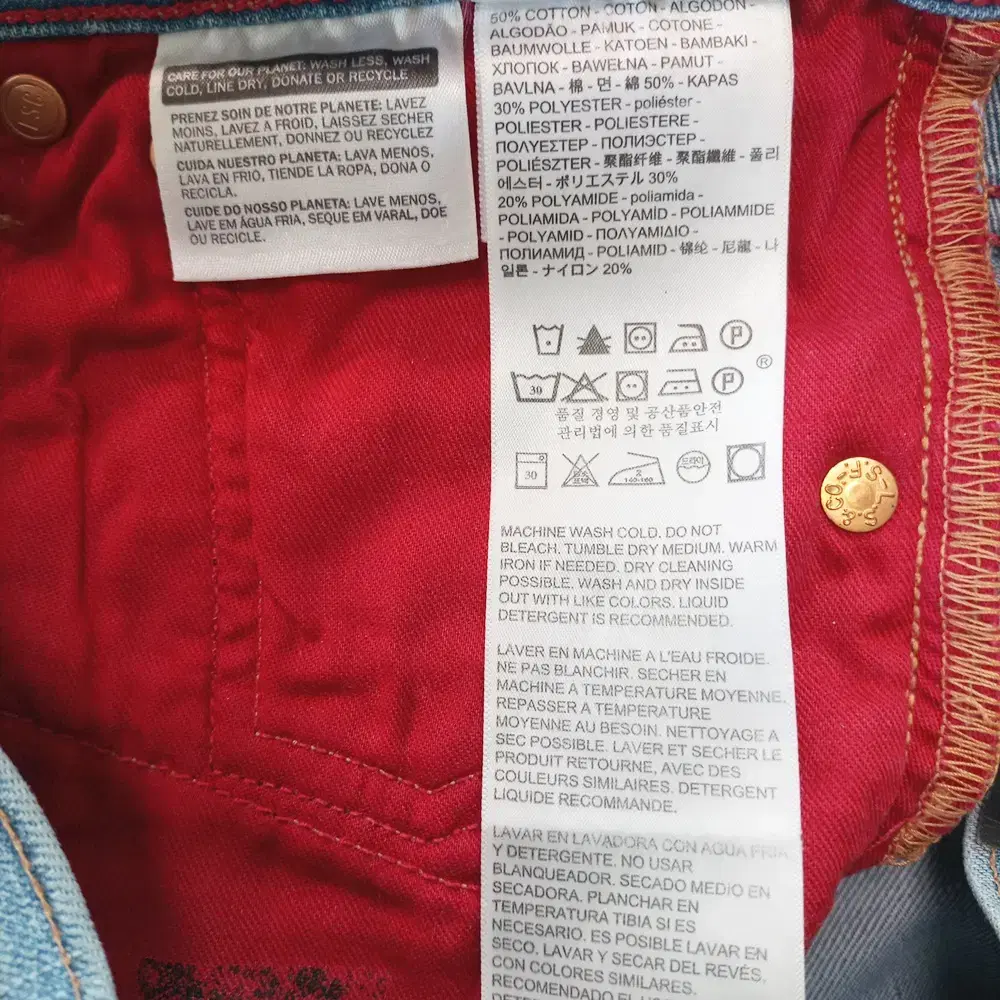 CARE FOR OUR PLANET: WASH LESS, WASH
COLD, LINE DRY, DONATE OR RECYCLE
PRENEZ SOIN DE NOTRE PLANETE: LAVEZ
MOINS, LAVEZ A FROID, LAISSEZ SECHER
NATURELLEMENT, DONNEZ OU RECYCLEZ
CUIDA NUESTRO PLANETA: LAVA MENOS,
LAVA EN FRIO, TIENDE LA ROPA, DONA O
RECICLA.
CUIDE DO NOSSO PLANETA: LAVE MENOS,
LAVE EM ÁGUA FRIA, SEQUE EM VARAL, DOE
OU RECICLE.
50% COTTON - COTON - ALGODON -
ALGODÃO - PAMUK - COTONE -
BAUMWOLLE - KATOEN - BAMBAKI -
ХЛОПОК - BAWEŁNA - PAMUT -
BAVLNA - 棉 - 면 - 綿 50% - KAPAS
30% POLYESTER - poliéster -
POLIESTER - POLIESTERE -
ΠΟΛΥΕΣΤΕΡ - ПОЛИЭСТЕР -
POLIÉSZTER - 聚酯纤维 - 聚酯纖維 - 폴리
에스터 - ポリエステル 30%
20% POLYAMIDE - poliamida -
POLIAMIDA - POLYAMİD - POLIAMMIDE
- POLYAMID - ΠΟΛΥΑΜΙΔΙΟ -
ПОЛИАМИД - POLIAMID - 锦纶 - 尼龍 - 나
일론 - ナイロン 20%
P
®
30 P
품질 경영 및 공산품안전
관리법에 의한 품질표시
30 표백 2 140-160 드라이
MACHINE WASH COLD. DO NOT
BLEACH. TUMBLE DRY MEDIUM. WARM
IRON IF NEEDED. DRY CLEANING
POSSIBLE. WASH AND DRY INSIDE
OUT WITH LIKE COLORS. LIQUID
DETERGENT IS RECOMMENDED.
LAVER EN MACHINE A L'EAU FROIDE.
NE PAS BLANCHIR. SECHER EN
MACHINE A TEMPERATURE MOYENNE.
REPASSER A TEMPERATURE
MOYENNE AU BESOIN. NETTOYAGE A
SEC POSSIBLE. LAVER ET SECHER LE
PRODUIT RETOURNE, AVEC DES
COULEURS SIMILAIRES. DETERGENT
LIQUIDE RECOMMANDE.
LAVAR EN LAVADORA CON AGUA FRIA
Y DETERGENTE. NO USAR
BLANQUEADOR. SECADO MEDIO EN
SECADORA. PLANCHAR EN
TEMPERATURA TIBIA SI ES
NECESARIO. ES POSIBLE LAVAR EN
SECO. LAVAR Y SECAR DEL REVÉS,
CON COLORES SIMILARES.
RECOMENDADO EL
L.S. & CO.-S.F.